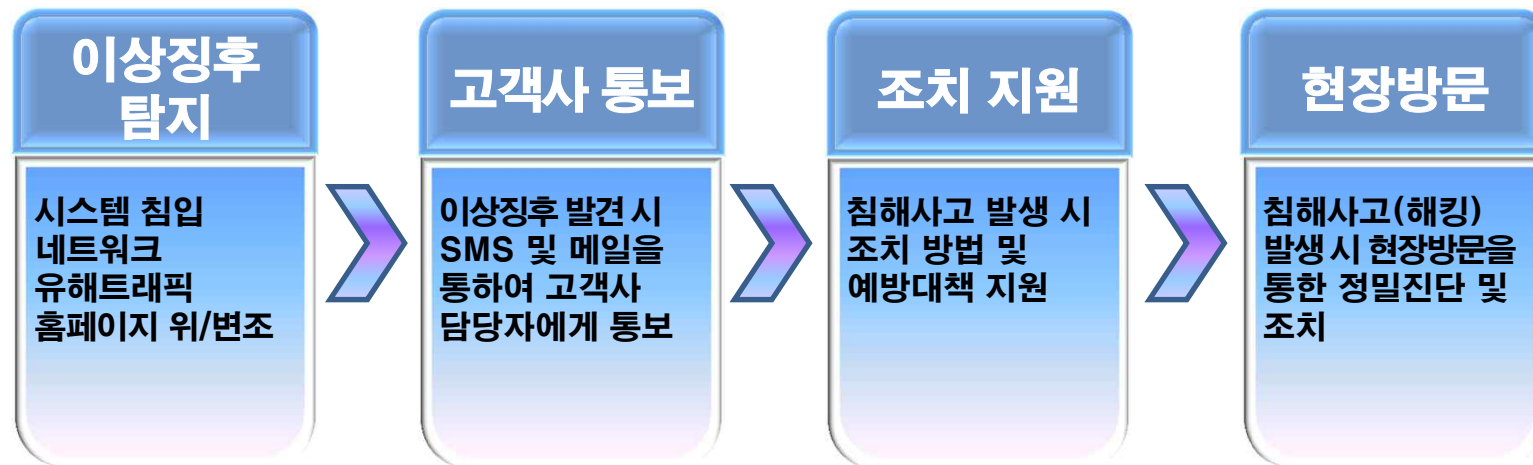 이상징후
탐지
시스템 침입
네트워크
유해트래픽
홈페이지 위/변조
고객사 통보
이상징후 발견 시
SMS 및 메일을
통하여 고객사
담당자에게 통보
조치 지원
침해사고 발생 시
조치 방법 및
예방대책 지원
현장방문
침해사고(해킹)
발생 시 현장방문을
통한 정밀진단 및
조치